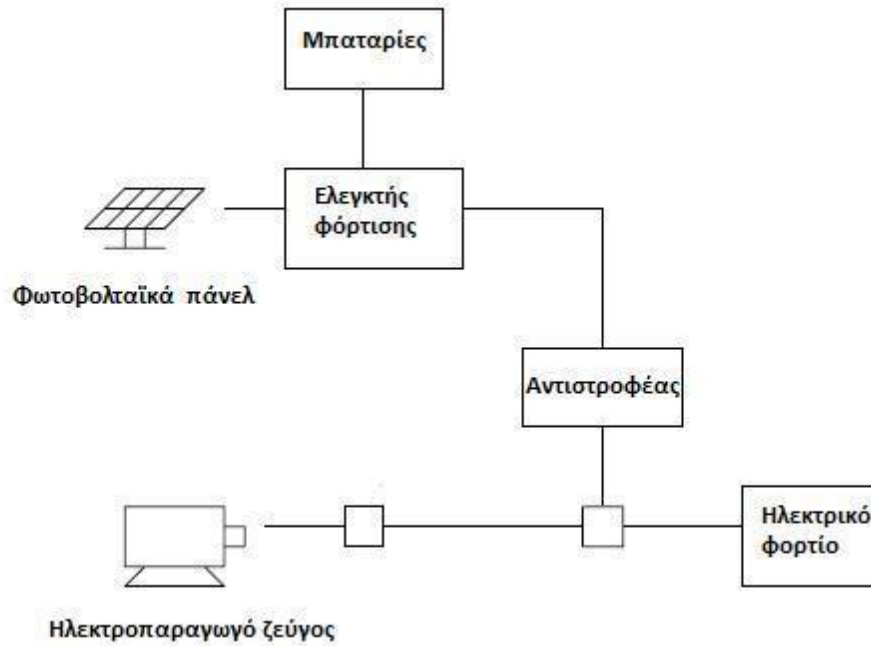 Μπαταρίες
Ελεγκτής
φόρτισης
Φωτοβολταϊκά πάνελ
Αντιστροφέας
Ηλεκτρικό
φορτίο
Ηλεκτροπαραγωγό ζεύγος